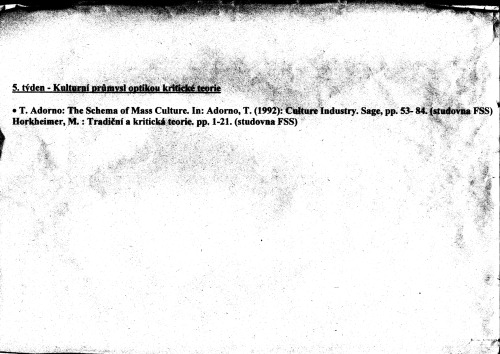 5. týden - Kulturní průmysl optikou kritické teorie
• T. Adorno: The Schema of Mass Culture. In: Adorno, T. (1992): Culture Industry. Sage, pp. 53- 84. (studovna FSS)
Horkheimer, M. : Tradiční a kritická teorie. pp. 1-21. (studovna FSS)